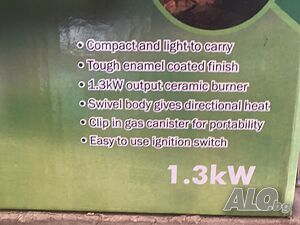 • Compact and light to carry
• Tough enamel coated finish
• 1.3kW output ceramic burner
• Swivel body gives directional heat
• Clip in gas canister for portability
• Easy to use ignition switch
1.3kW
ALO.bg